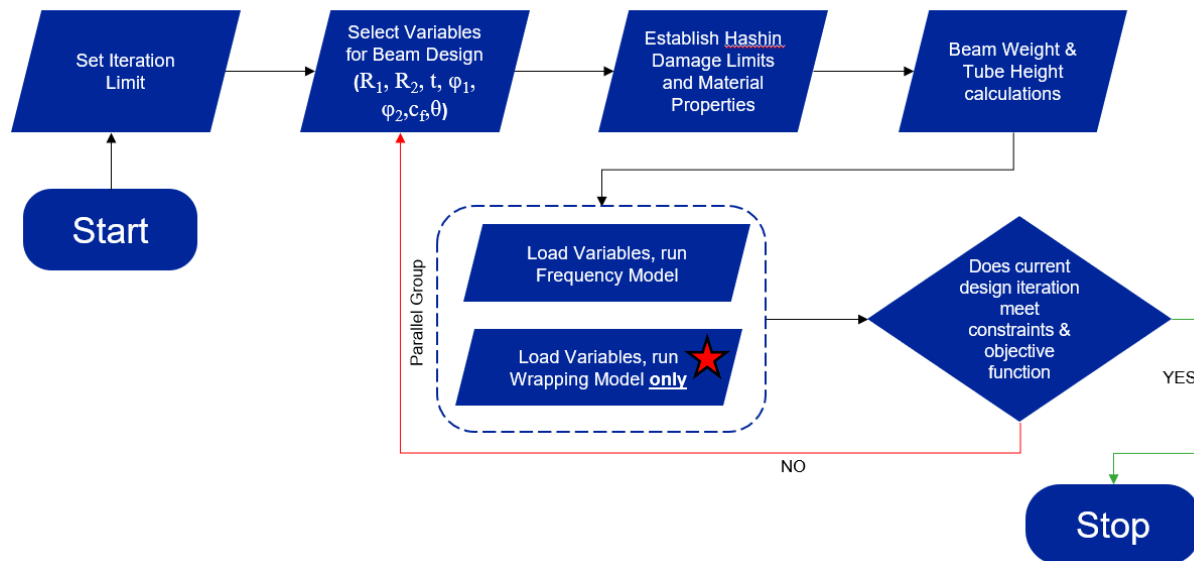 Set Iteration
Limit
Select Variables
for Beam Design
(R₁, R₂, t, φ₁,
φ₂,c_f,θ)
Establish Hashin
Damage Limits
and Material
Properties
Beam Weight &
Tube Height
calculations
Start
Parallel Group
Load Variables, run
Frequency Model
Load Variables, run
Wrapping Model only
Does current
design iteration
meet
constraints &
objective
function
YES
NO
Stop